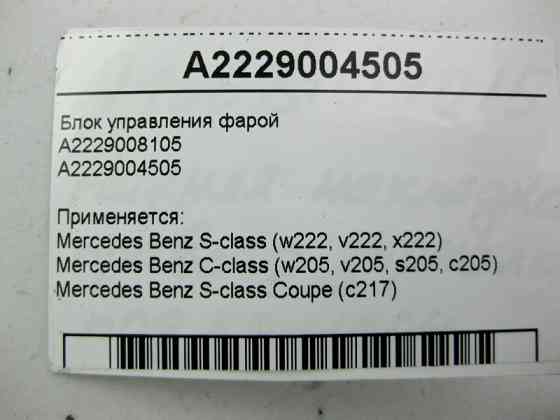 A2229004505
Блок управления фарой
A2229008105
A2229004505
Применяется:
Mercedes Benz S-class (w222, v222, x222)
Mercedes Benz C-class (w205, v205, s205, c205)
Mercedes Benz S-class Coupe (c217)